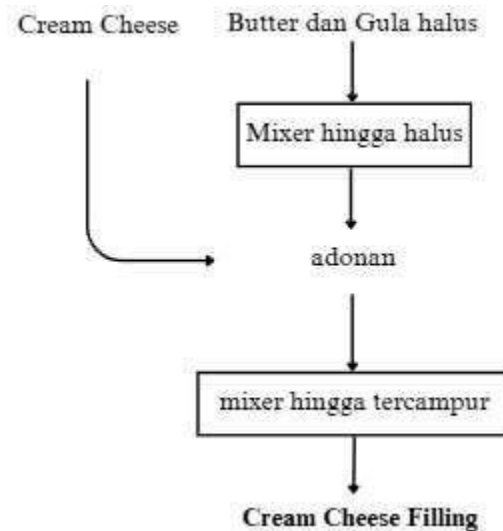 Cream Cheese
Butter dan Gula halus
Mixer hingga halus
adonan
mixer hingga tercampur
Cream Cheese Filling